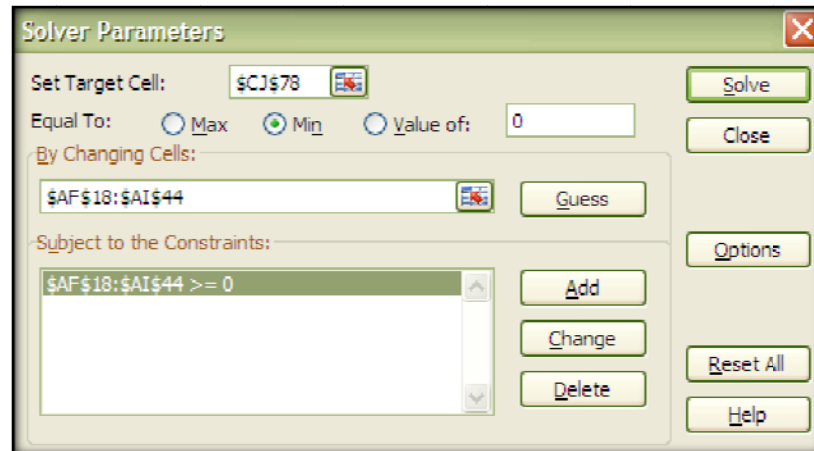 Solver Parameters
Set Target Cell: $CJ$78
Solve
Equal To: Max Min Value of: 0
Close
By Changing Cells:
$AF$18:$AI$44
Guess
Subject to the Constraints:
Options
$AF$18:$AI$44 >= 0
Add
Change
Reset All
Delete
Help